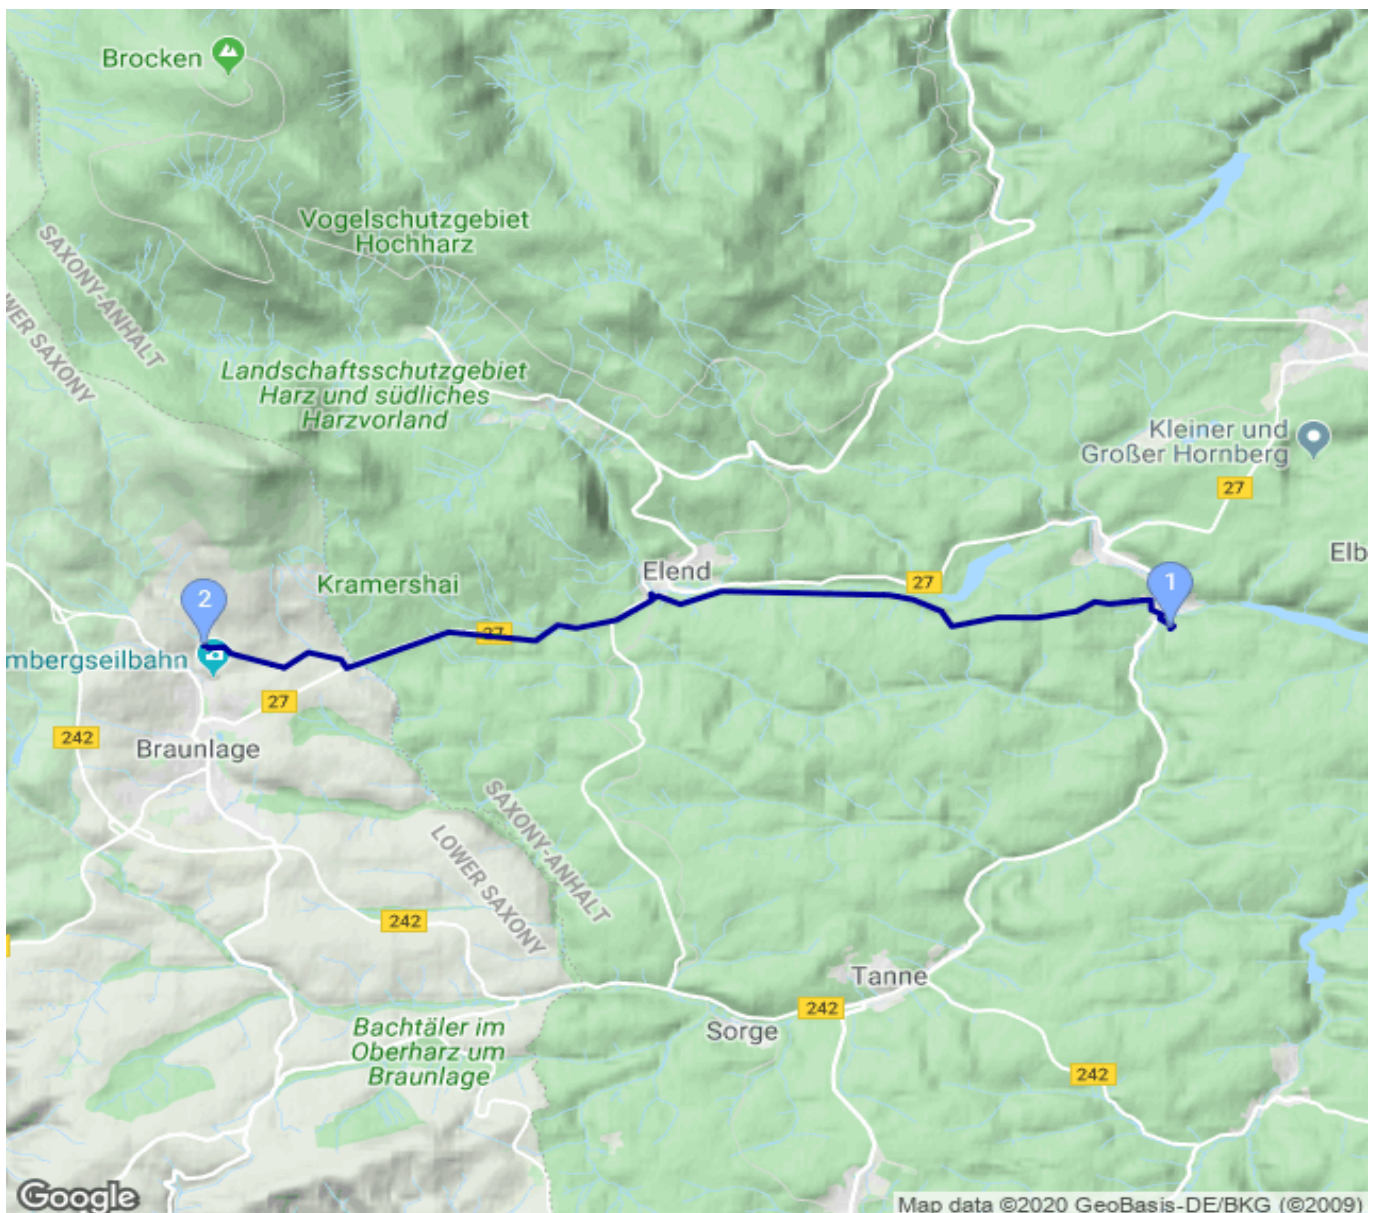 Brocken
Vogelschutzgebiet
Hochharz
SAXONY-ANHALT
WER SAXONY
Landschaftsschutzgebiet
Harz und südliches
Harzvorland
Kleiner und
Großer Hornberg
27
Elb
Elend
Kramershai
27
1
2
27
mbergseilbahn
27
242
Braunlage
SAXONY-ANHALT
LOWER SAXONY
242
Tanne
242
Sorge
Bachtäler im
Oberharz um
Braunlage
242
Google
Map data ©2020 GeoBasis-DE/BKG (©2009)